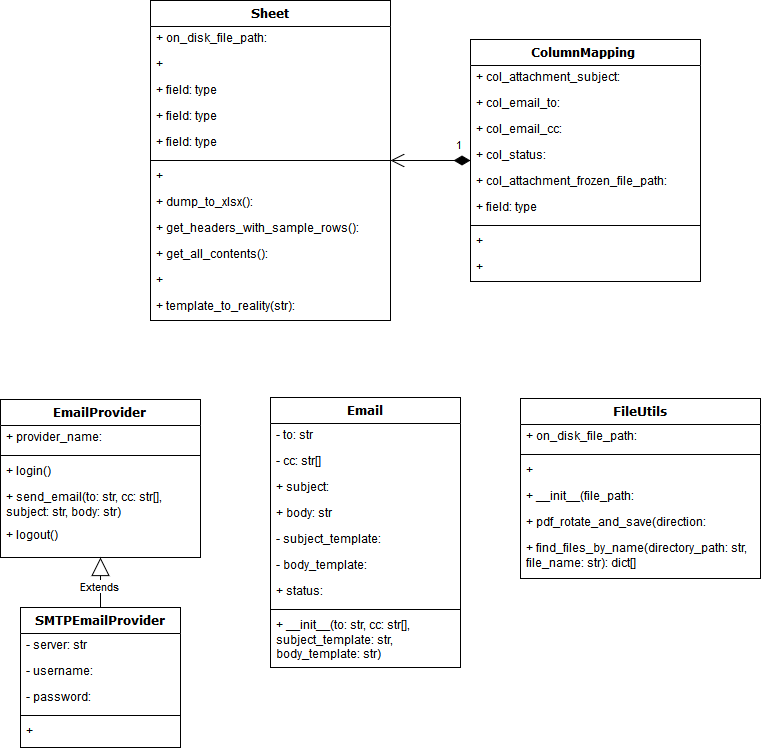 Sheet
+ on_disk_file_path:
+
+ field: type
+ field: type
+ field: type
+
+ dump_to_xlsx():
+ get_headers_with_sample_rows():
+ get_all_contents():
+
+ template_to_reality(str):
1
ColumnMapping
+ col_attachment_subject:
+ col_email_to:
+ col_email_cc:
+ col_status:
+ col_attachment_frozen_file_path:
+ field: type
+
+
EmailProvider
+ provider_name:
+ login()
+ send_email(to: str, cc: str[],
subject: str, body: str)
+ logout()
Extends
SMTPEmailProvider
- server: str
- username:
- password:
+
Email
- to: str
- cc: str[]
+ subject:
+ body: str
- subject_template:
- body_template:
+ status:
+ __init__(to: str, cc: str[],
subject_template: str,
body_template: str)
FileUtils
+ on_disk_file_path:
+
+ __init__(file_path:
+ pdf_rotate_and_save(direction:
+ find_files_by_name(directory_path: str,
file_name: str): dict[]